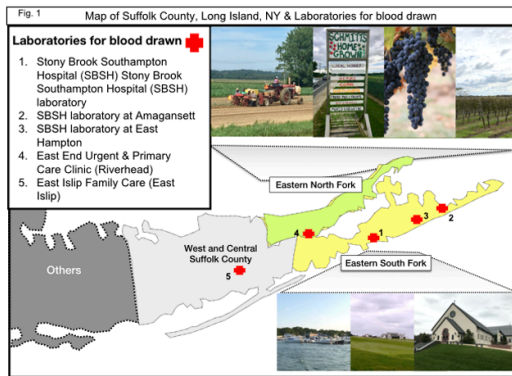 Fig. 1
Map of Suffolk County, Long Island, NY & Laboratories for blood drawn
Laboratories for blood drawn
1. Stony Brook Southampton
Hospital (SBSH) Stony Brook
Southampton Hospital (SBSH)
laboratory
2. SBSH laboratory at Amagansett
3. SBSH laboratory at East
Hampton
4. East End Urgent & Primary
Care Clinic (Riverhead)
5. East Islip Family Care (East
Islip)
SCHMITT'S
HOME
GROWN
Eastern North Fork
West and Central
Suffolk County
Others
4
1
3
2
5
Eastern South Fork